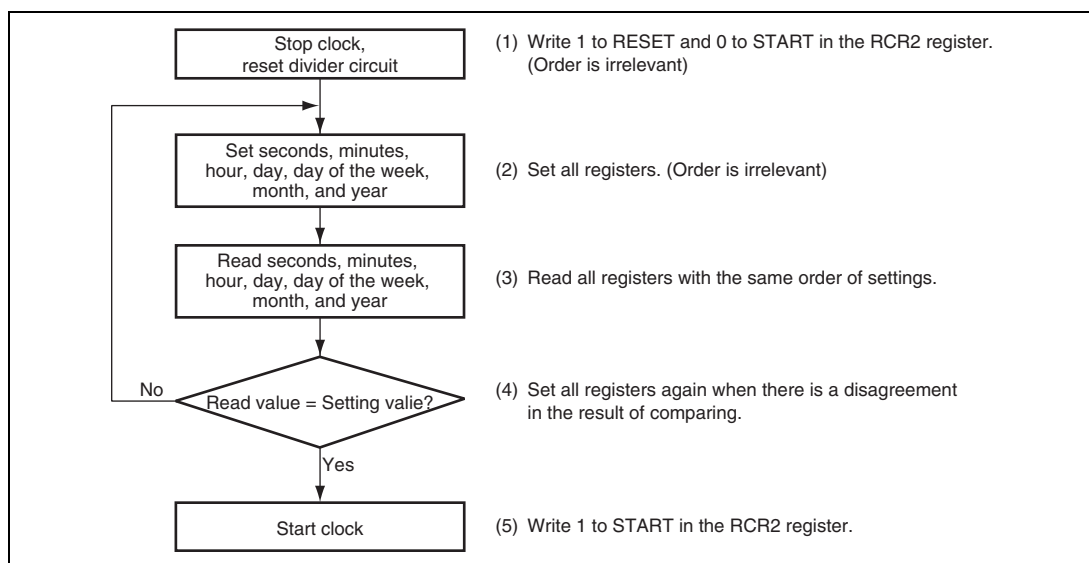 Stop clock,
reset divider circuit
(1) Write 1 to RESET and 0 to START in the RCR2 register.
(Order is irrelevant)
Set seconds, minutes,
hour, day, day of the week,
month, and year
(2) Set all registers. (Order is irrelevant)
Read seconds, minutes,
hour, day, day of the week,
month, and year
(3) Read all registers with the same order of settings.
No
Read value = Setting valie?
(4) Set all registers again when there is a disagreement
in the result of comparing.
Yes
Start clock
(5) Write 1 to START in the RCR2 register.